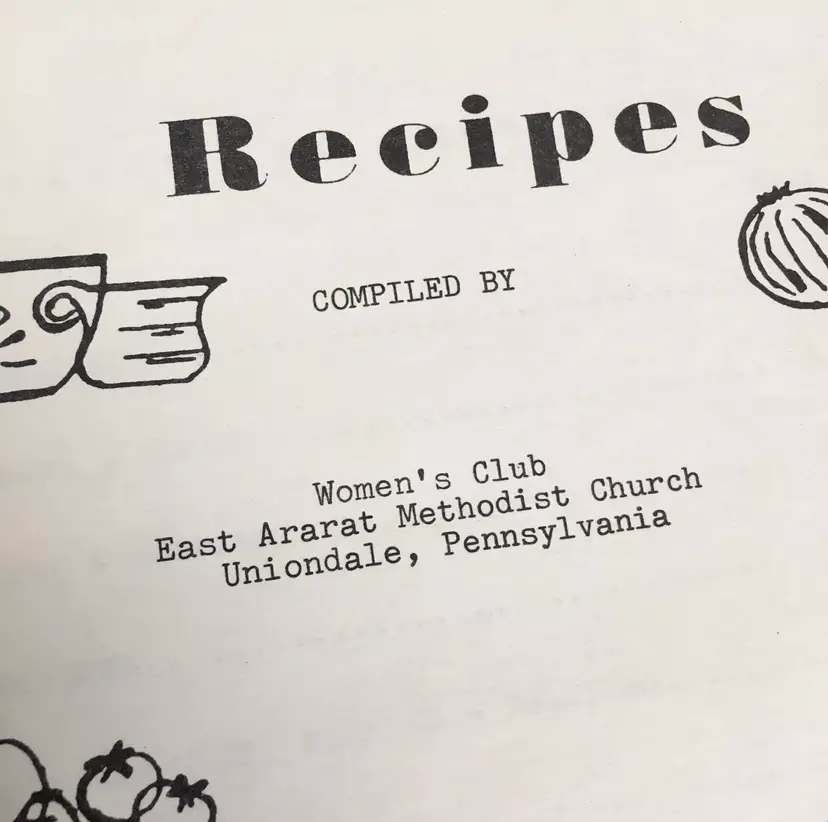 Recipes
COMPILED BY
Women's Club
East Ararat Methodist Church
Uniondale, Pennsylvania